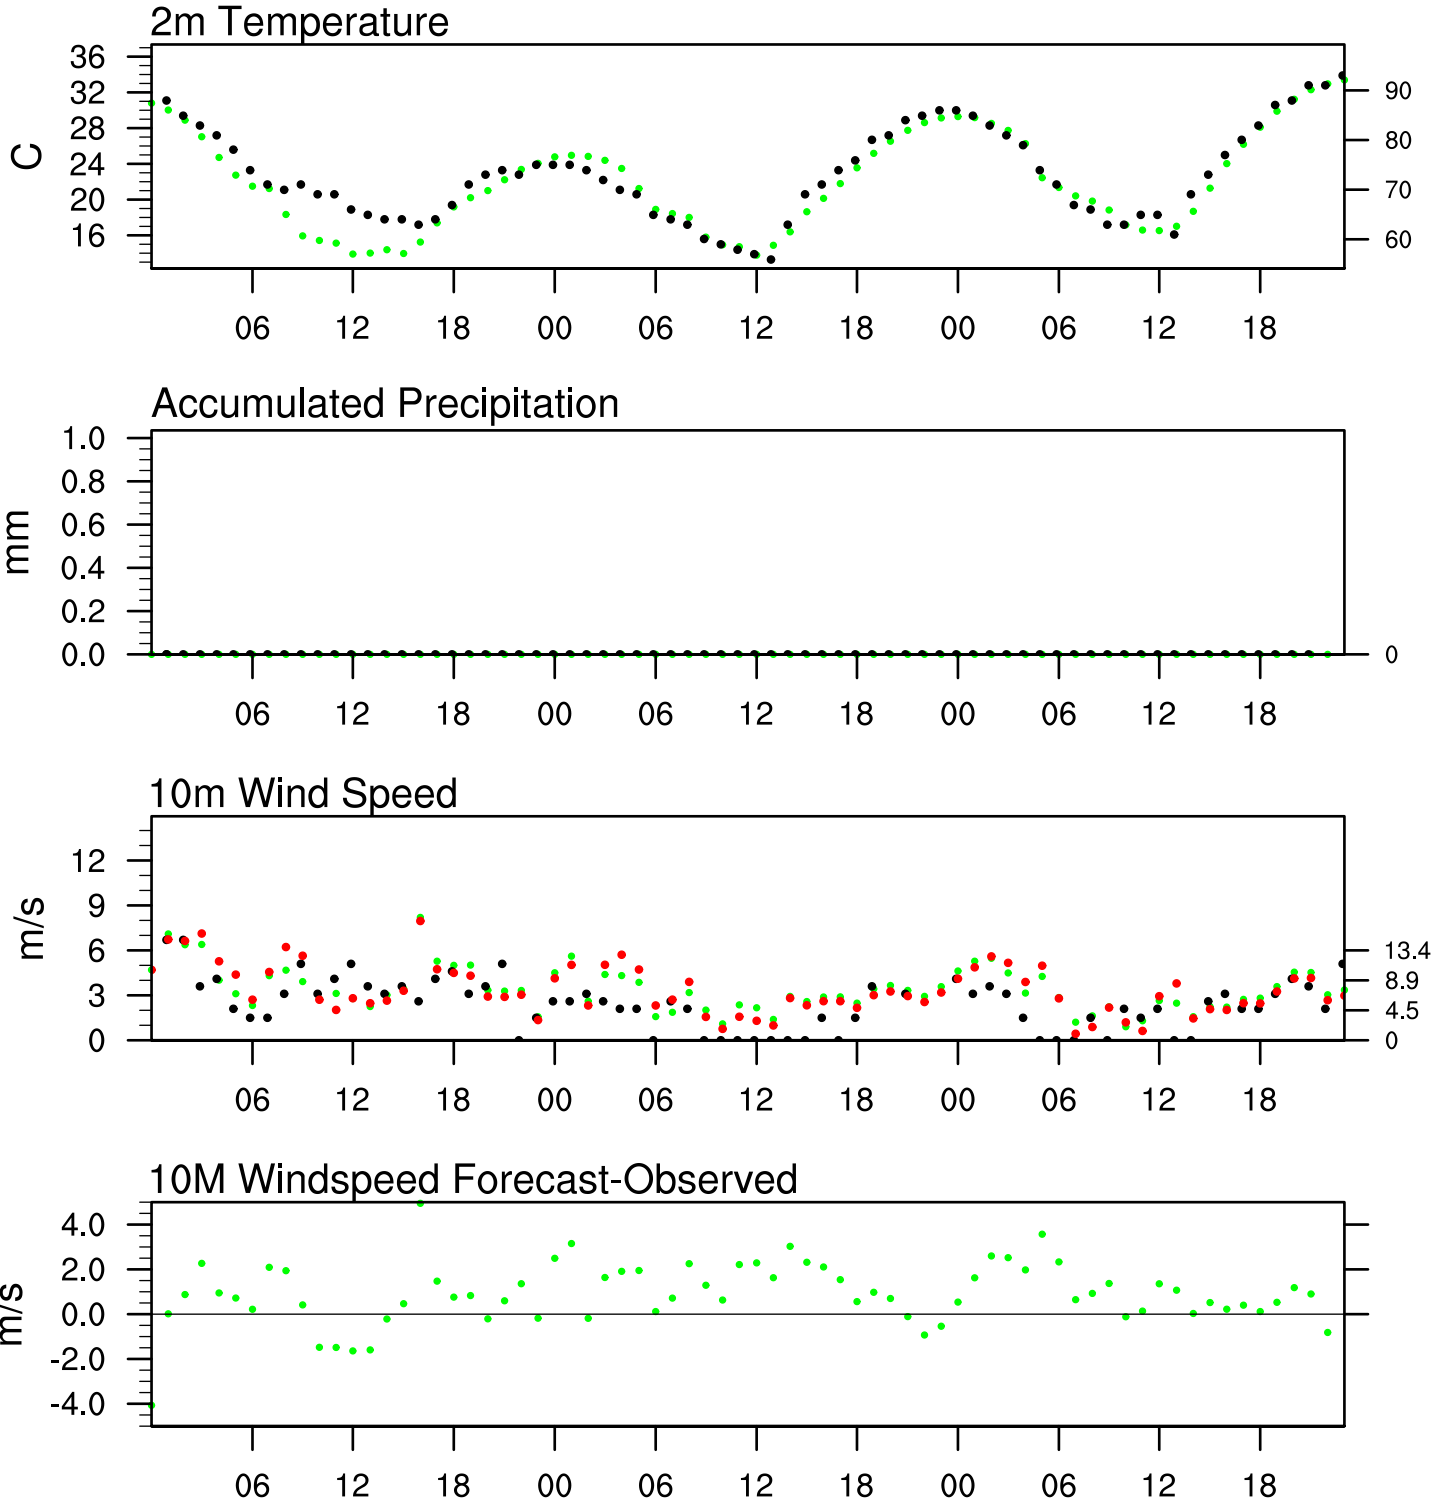 2m Temperature
36
32
28
24
20
16
C
90
80
70
60
06 12 18 00 06 12 18 00 06 12 18
Accumulated Precipitation
1.0
0.8
0.6
0.4
0.2
0.0
mm
0
06 12 18 00 06 12 18 00 06 12 18
10m Wind Speed
12
9
6
3
0
m/s
13.4
8.9
4.5
0
06 12 18 00 06 12 18 00 06 12 18
10M Windspeed Forecast-Observed
4.0
2.0
0.0
-2.0
-4.0
m/s
06 12 18 00 06 12 18 00 06 12 18